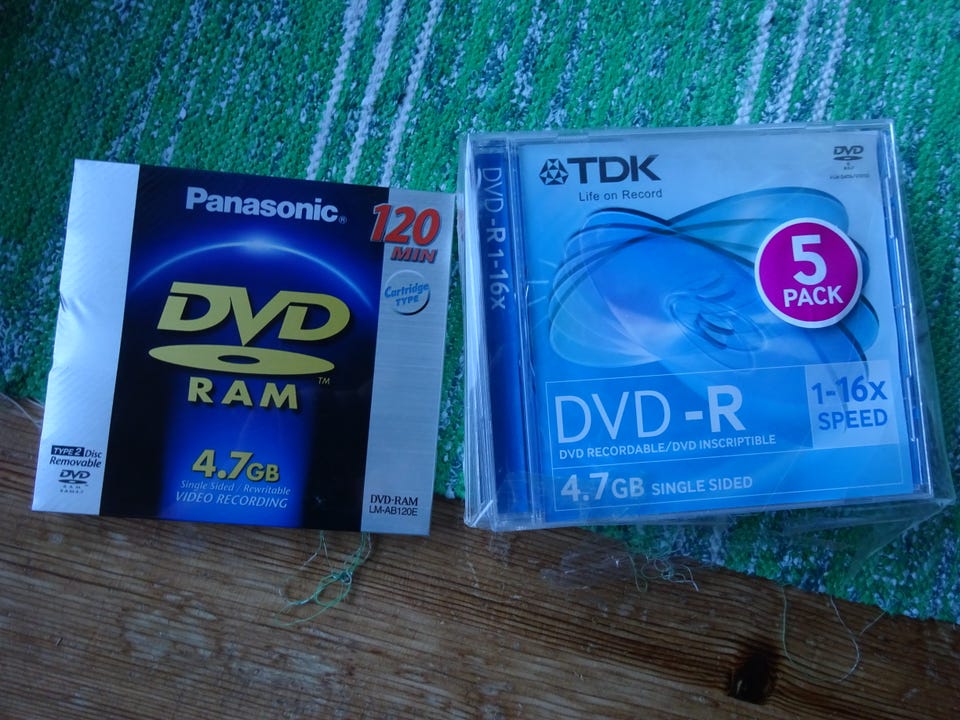 Panasonic®
120
MIN
Cartridge
TYPE
DVD
RAM
TM
TYPE 2 Disc
Removable
DVD
RAM
4.7GB
Single Sided / Rewritable
VIDEO RECORDING
DVD-RAM
LM-AB120E
DVD-R 1-16x
TDK
Life on Record
DVD
R
5
PACK
DVD -R
DVD RECORDABLE/DVD INSCRIPTIBLE
1-16x
SPEED
4.7GB SINGLE SIDED